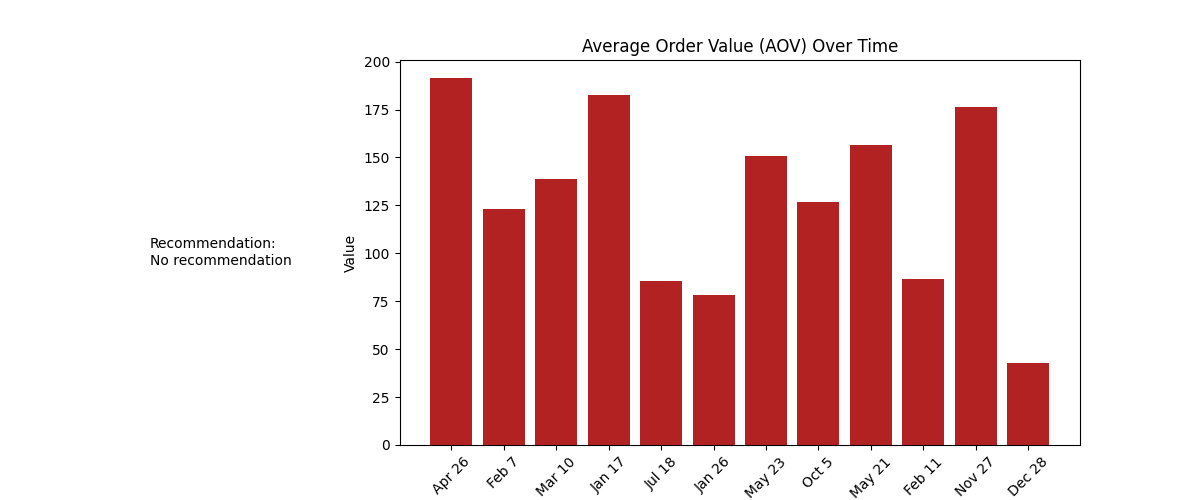 Average Order Value (AOV) Over Time
Recommendation:
No recommendation
Value
200
175
150
125
100
75
50
25
0
Apr 26
Feb 7
Mar 10
Jan 17
Jul 18
Jan 26
May 23
Oct 5
May 21
Feb 11
Nov 27
Dec 28